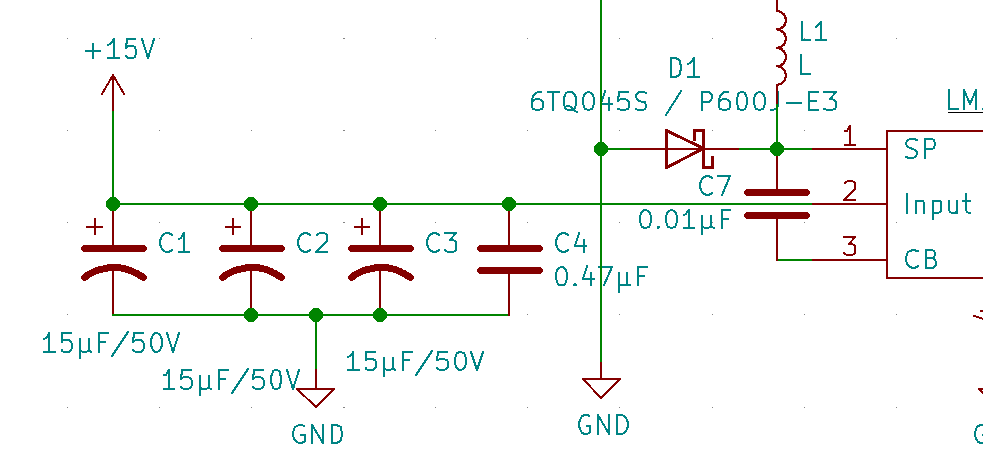 +15V
L1
L
D1
6TQ045S / P600J-E3
LM
1
SP
C7
2
0.01µF
Input
+
C1
+
C2
+
C3
C4
0.47µF
3
CB
15µF/50V
15µF/50V
15µF/50V
GND
GND
G